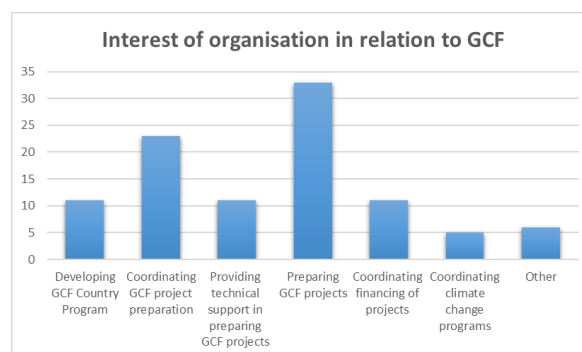 Interest of organisation in relation to GCF
35
30
25
20
15
10
5
0
Developing
GCF Country
Program
Coordinating
GCF project
preparation
Providing
technical
support in
preparing
GCF projects
Preparing
GCF projects
Coordinating
financing of
projects
Coordinating
climate
change
programs
Other